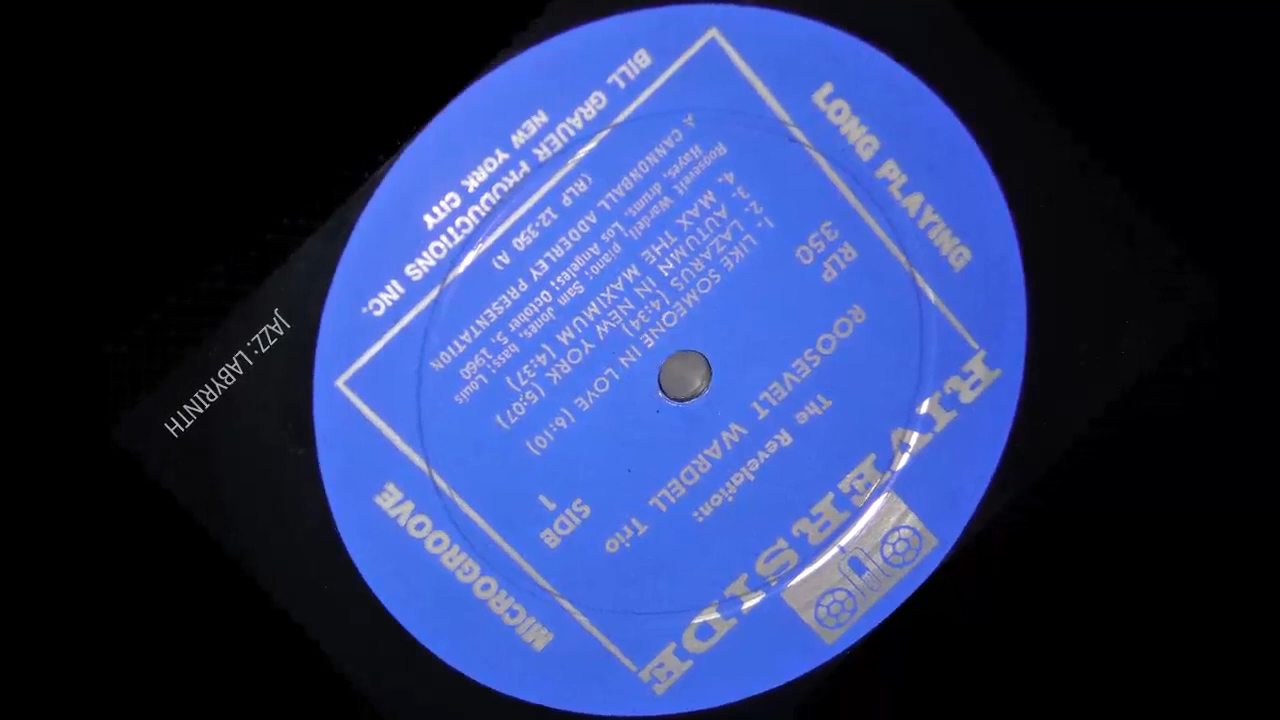 RIVERSIDE
LONG PLAYING
MICROGROOVE
The Revelation:
ROOSEVELT WARDELL Trio
RLP
350
SIDE
1
1. LIKE SOMEONE IN LOVE (6:10)
2. LAZARUS (4:34)
3. AUTUMN IN NEW YORK (5:07)
4. MAX THE MAXIMUM (4:37)
Roosevelt Wardell, piano; Sam Jones, bass; Louis
Hayes, drums. Los Angeles; October 5, 1960
A CANNONBALL ADDERLEY PRESENTATION
(RLP 12-350 A)
BILL GRAUER PRODUCTIONS INC.
NEW YORK CITY
JAZZ: LABYRINTH